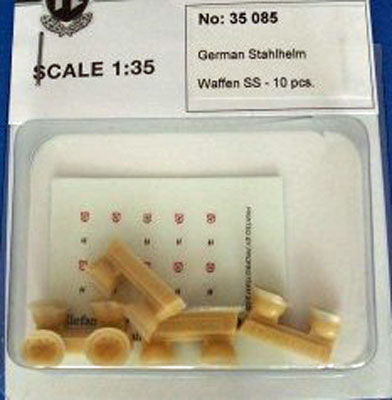 No: 35 085
German Stahlhelm
Waffen SS - 10 pcs.
SCALE 1:35